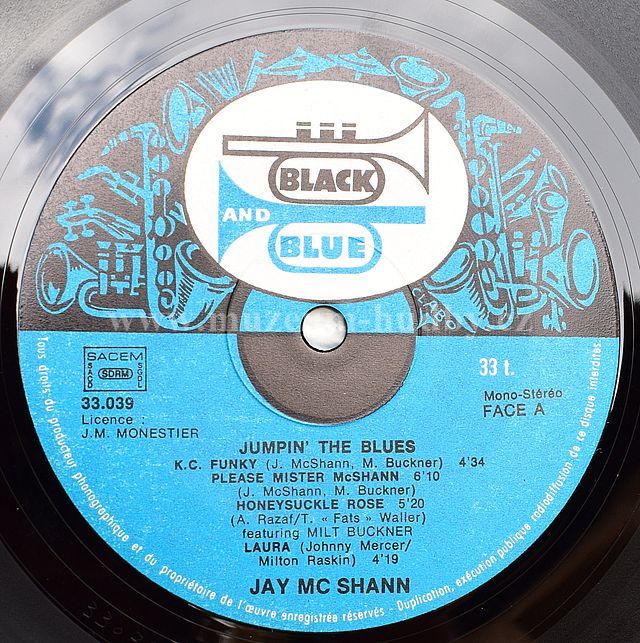 BLACK
AND
BLUE
LABO
SACEM
SACD
SDRM
SGDL
33.039
Licence :
J.M. MONESTIER
33 t.
Mono-Stéréo
FACE A
JUMPIN' THE BLUES
K.C. FUNKY (J. McShann, M. Buckner) 4'34
PLEASE MISTER McSHANN 6'10
(J. McShann, M. Buckner)
HONEYSUCKLE ROSE 5'20
(A. Razaf/T. « Fats » Waller)
featuring MILT BUCKNER
LAURA (Johnny Mercer/
Milton Raskin) 4'19
JAY MC SHANN
Tous droits du producteur phonographique et du propriétaire de l'œuvre enregistrée réservés - Duplication, exécution publique radiodiffusion de ce disque interdites.